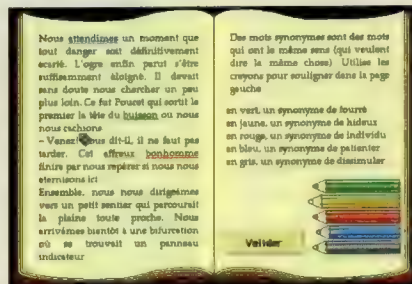 Nous attendîmes un moment que
tout danger soit définitivement
ecarté. L'ogre enfin parut s'être
suffisamment éloigné. Il devait
sans doute nous chercher un peu
plus loin. Ce fut Poucet qui sortit le
premier la tête du buisson ou nous
nous cachions
– Venez! vous dit-il, il ne faut pas
tarder. Cet affreux bonhomme
finira par nous repérer si nous nous
eternisons ici
Ensemble, nous nous dirigeâmes
vers un petit sentier qui parcourait
la plaine toute proche. Nous
arrivâmes bientôt à une bifurcation
où se trouvait un panneau
indicateur
Des mots synonymes sont des mots
qui ont le même sens (qui veulent
dire la même chose) Utilise les
crayons pour souligner dans la page
gauche
en vert, un synonyme de fourré
en jaune, un synonyme de hideux
en rouge, un synonyme de individu
en bleu, un synonyme de patienter
en gris, un synonyme de dissimuler
Valider